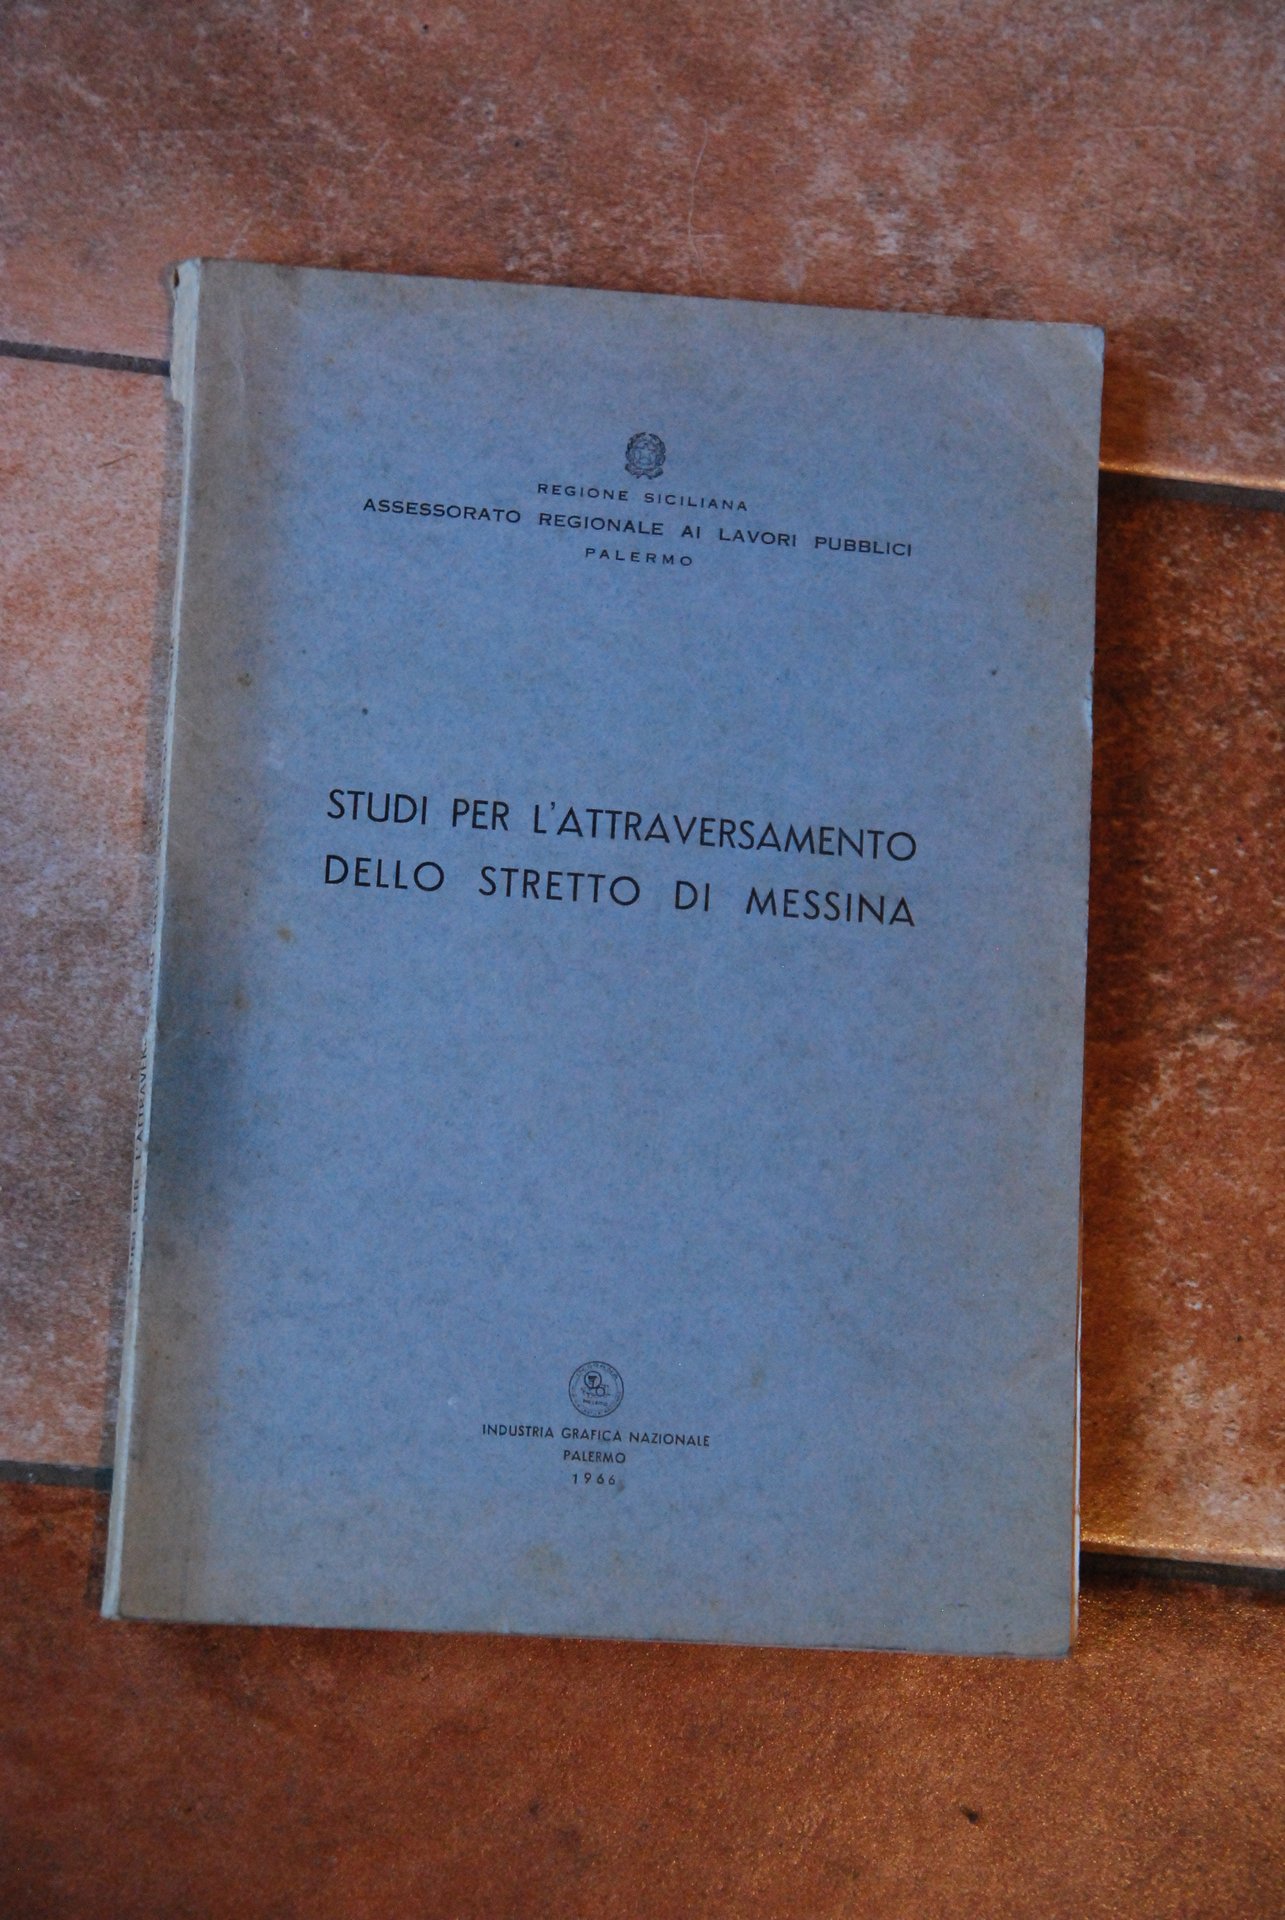 REGIONE SICILIANA
ASSESSORATO REGIONALE AI LAVORI PUBBLICI
PALERMO
STUDI PER L'ATTRAVERSAMENTO
DELLO STRETTO DI MESSINA
INDUSTRIA GRAFICA NAZIONALE
PALERMO
1966